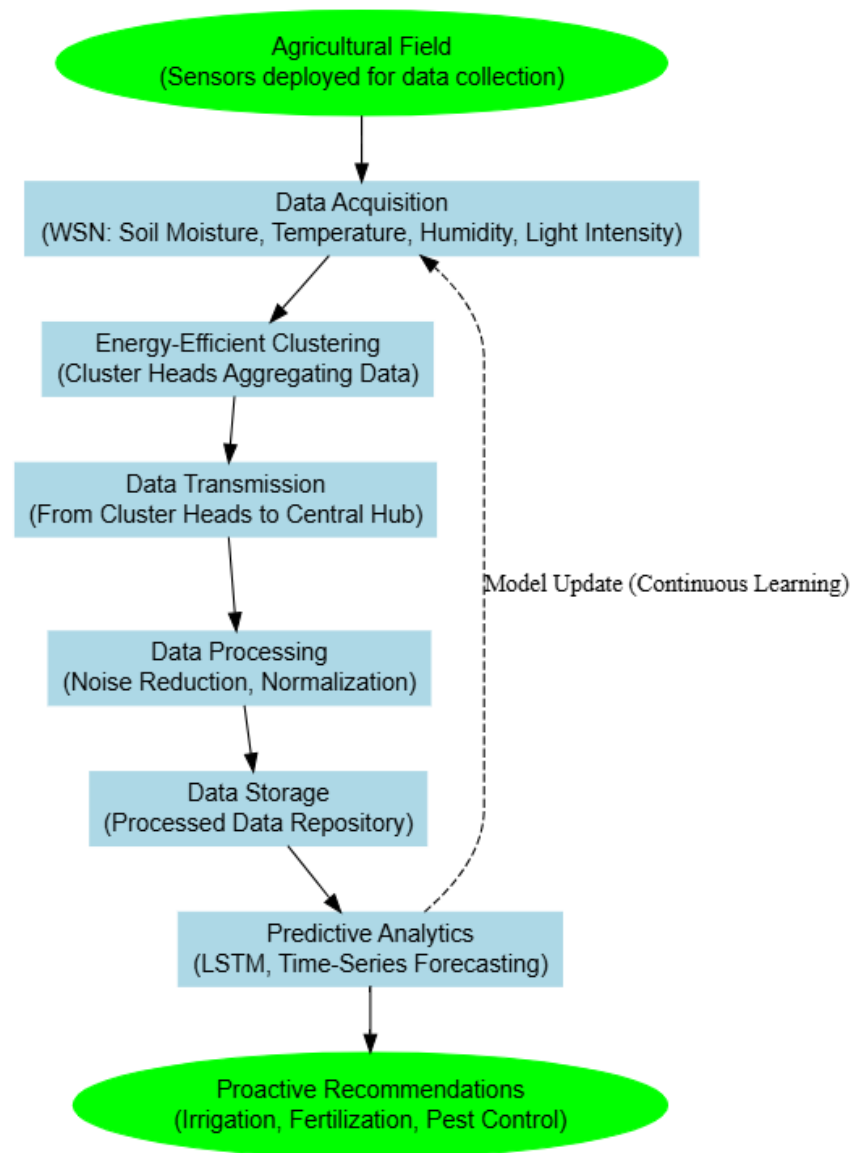 Agricultural Field
(Sensors deployed for data collection)
Data Acquisition
(WSN: Soil Moisture, Temperature, Humidity, Light Intensity)
Energy-Efficient Clustering
(Cluster Heads Aggregating Data)
Data Transmission
(From Cluster Heads to Central Hub)
Model Update (Continuous Learning)
Data Processing
(Noise Reduction, Normalization)
Data Storage
(Processed Data Repository)
Predictive Analytics
(LSTM, Time-Series Forecasting)
Proactive Recommendations
(Irrigation, Fertilization, Pest Control)